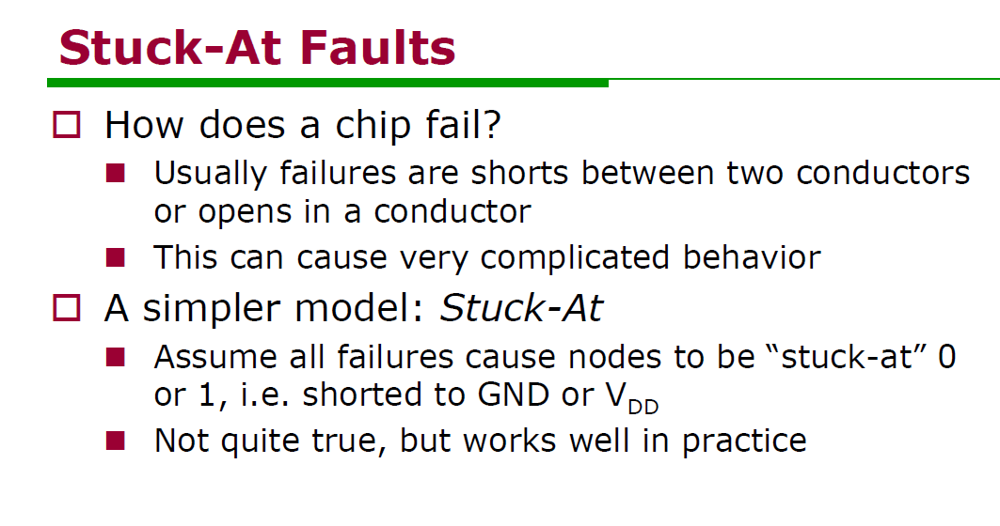 Stuck-At Faults
How does a chip fail?
Usually failures are shorts between two conductors
or opens in a conductor
This can cause very complicated behavior
A simpler model: Stuck-At
Assume all failures cause nodes to be “stuck-at” 0
or 1, i.e. shorted to GND or VDD
Not quite true, but works well in practice